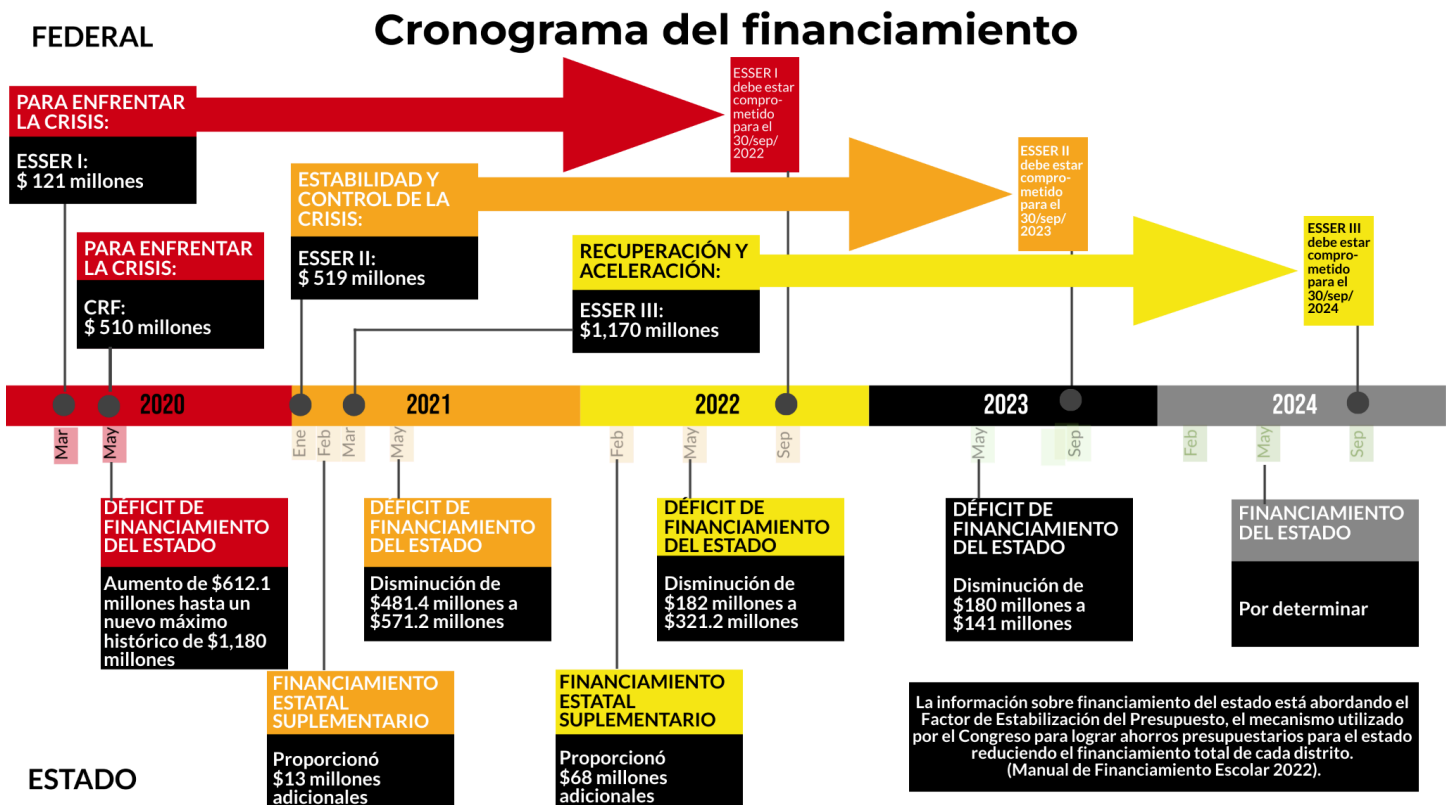 FEDERAL
Cronograma del financiamiento
PARA ENFRENTAR
LA CRISIS:
ESSER I:
$ 121 millones
ESSER I
debe estar
compro-
metido
para el
30/sep/
2022
PARA ENFRENTAR
LA CRISIS:
CRF:
$ 510 millones
ESTABILIDAD Y
CONTROL DE LA
CRISIS:
ESSER II:
$ 519 millones
ESSER II
debe estar
compro-
metido
para el
30/sep/
2023
RECUPERACIÓN Y
ACELERACIÓN:
ESSER III:
$1,170 millones
ESSER III
debe estar
compro-
metido
para el
30/sep/
2024
2020
2021
2022
2023
2024
Mar
May
Ene
Feb
Mar
May
Feb
May
Sep
May
Sep
Feb
May
Sep
DÉFICIT DE
FINANCIAMIENTO
DEL ESTADO
Aumento de $612.1
millones hasta un
nuevo máximo
histórico de $1,180
millones
DÉFICIT DE
FINANCIAMIENTO
DEL ESTADO
Disminución de
$481.4 millones a
$571.2 millones
DÉFICIT DE
FINANCIAMIENTO
DEL ESTADO
Disminución de
$182 millones a
$321.2 millones
DÉFICIT DE
FINANCIAMIENTO
DEL ESTADO
Disminución de
$180 millones a
$141 millones
FINANCIAMIENTO
DEL ESTADO
Por determinar
FINANCIAMIENTO
ESTATAL
SUPLEMENTARIO
Proporcionó
$13 millones
adicionales
FINANCIAMIENTO
ESTATAL
SUPLEMENTARIO
Proporcionó
$68 millones
adicionales
La información sobre financiamiento del estado está abordando el
Factor de Estabilización del Presupuesto, el mecanismo utilizado
por el Congreso para lograr ahorros presupuestarios para el estado
reduciendo el financiamiento total de cada distrito.
(Manual de Financiamiento Escolar 2022).
ESTADO